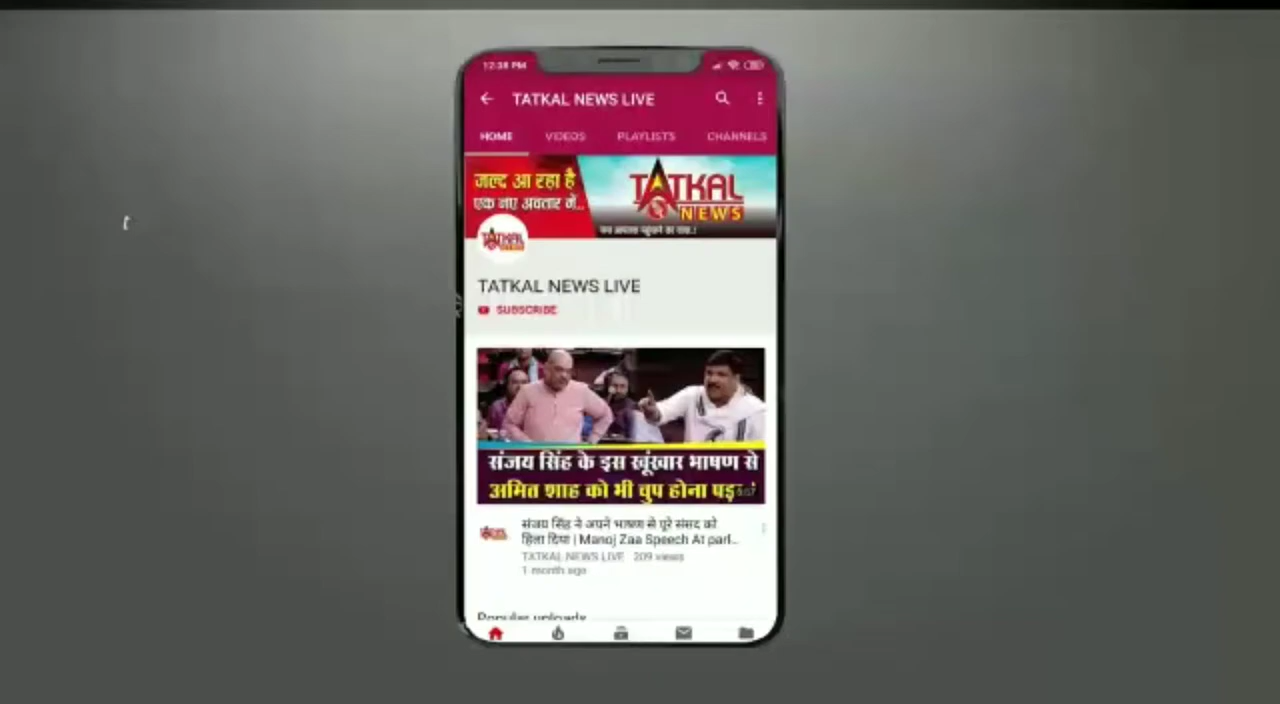 12:38 PM
TATKAL NEWS LIVE
HOME VIDEOS PLAYLISTS CHANNELS
जल्द आ रहा है
एक नए अवतार में..
TATKAL
NEWS
TATKAL
t
TATKAL NEWS LIVE
SUBSCRIBE
संजय सिंह के इस खूंखार भाषण से
अमित शाह को भी चुप होना पड़
संजय सिंह ने अपने भाषण से पूरे संसद को
हिला दिया | Manoj Zaa Speech At parl..
TATKAL NEWS LIVE 209 views
1 month ago
Popular uploads